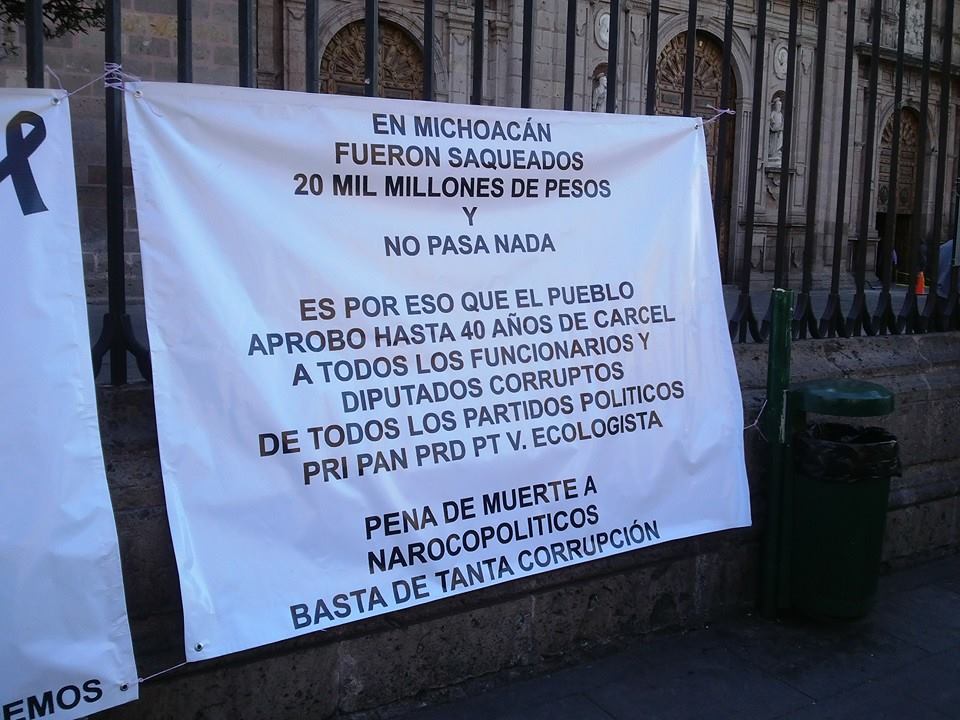 EN MICHOACÁN
FUERON SAQUEADOS
20 MIL MILLONES DE PESOS
Y
NO PASA NADA
ES POR ESO QUE EL PUEBLO
APROBO HASTA 40 AÑOS DE CARCEL
A TODOS LOS FUNCIONARIOS Y
DIPUTADOS CORRUPTOS
DE TODOS LOS PARTIDOS POLITICOS
PRI PAN PRD PT V. ECOLOGISTA
PENA DE MUERTE A
NAROCOPOLITICOS
BASTA DE TANTA CORRUPCIÓN
EMOS